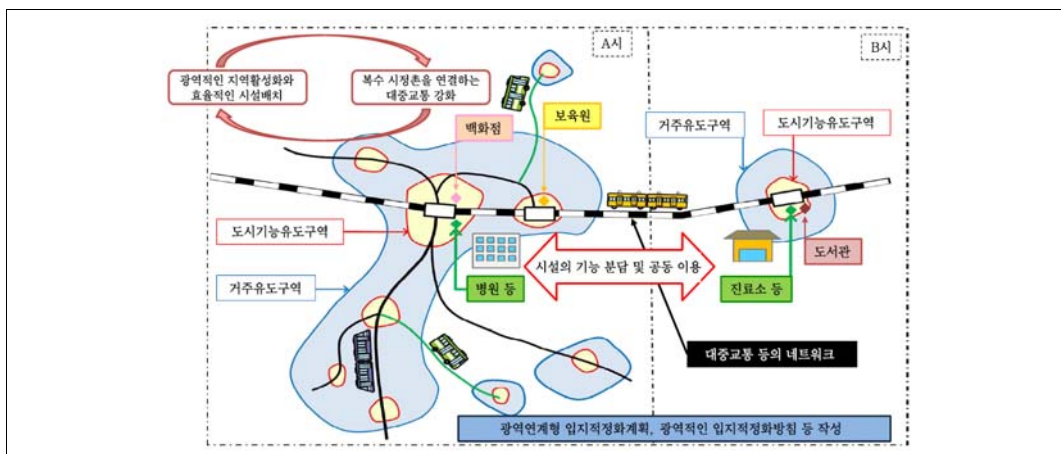 A시
B시
광역적인 지역활성화와
효율적인 시설배치
복수 시정촌을 연결하는
대중교통 강화
백화점
보육원
거주유도구역
도시기능유도구역
도시기능유도구역
거주유도구역
병원 등
시설의 기능 분담 및 공동 이용
도서관
진료소 등
대중교통 등의 네트워크
광역연계형 입지적정화계획, 광역적인 입지적정화방침 등 작성